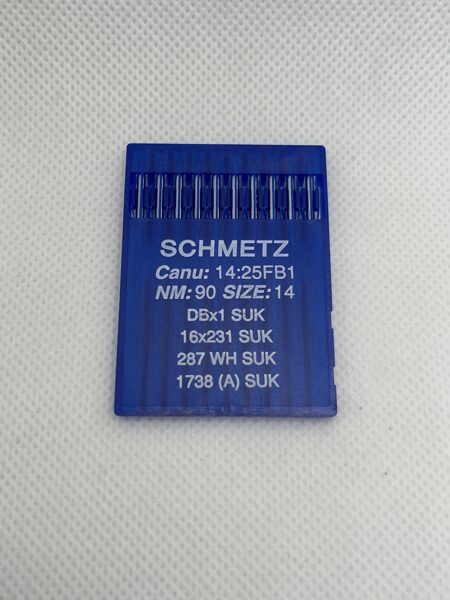 SCHMETZ
Canu: 14:25FB1
NM: 90 SIZE: 14
DBx1 SUK
16x231 SUK
287 WH SUK
1738 (A) SUK